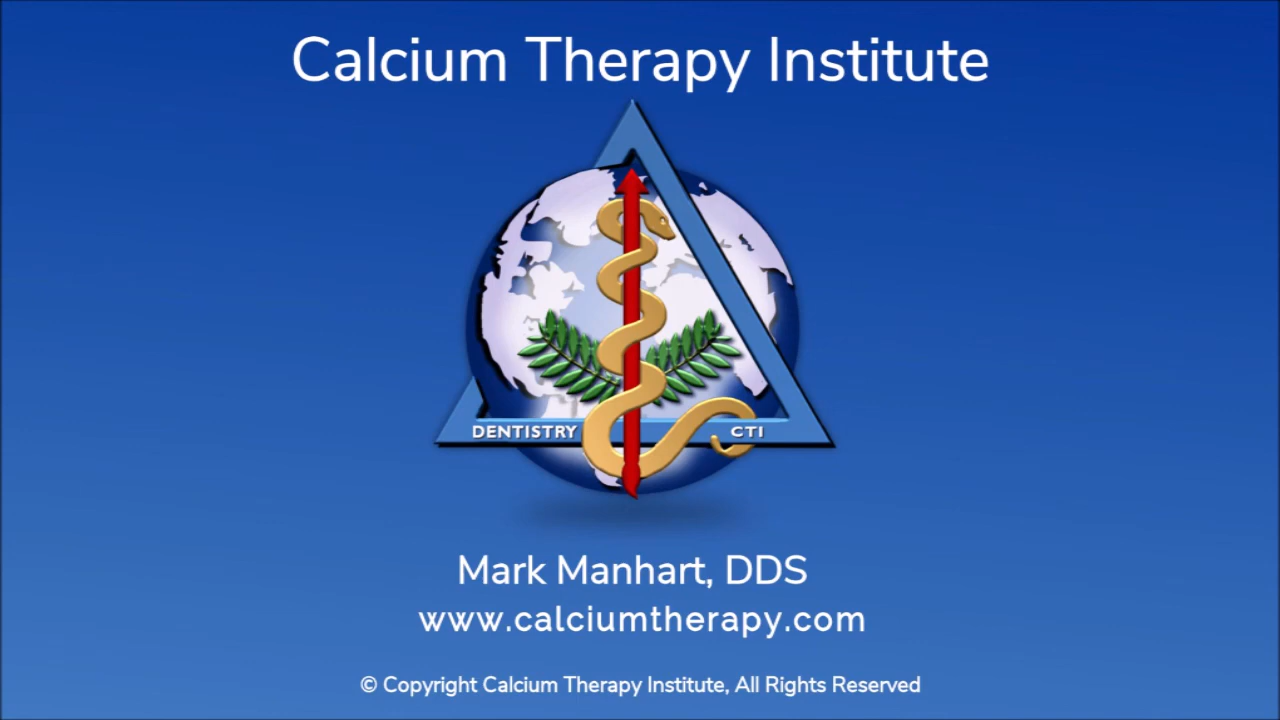 Calcium Therapy Institute
DENTISTRY CTI
Mark Manhart, DDS
www.calciumtherapy.com
© Copyright Calcium Therapy Institute, All Rights Reserved